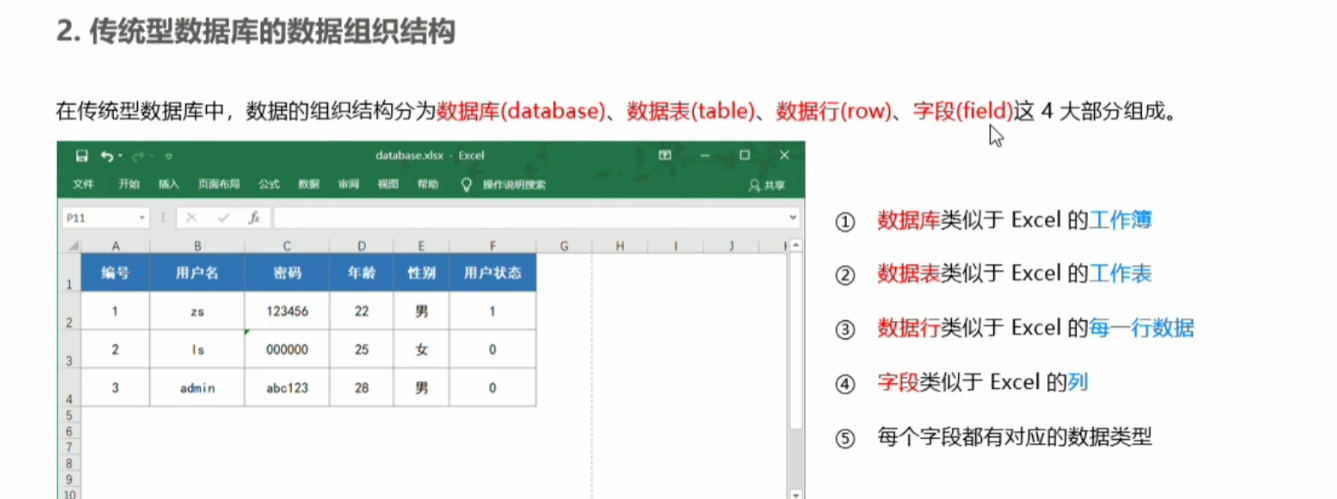 2. 传统型数据库的数据组织结构
在传统型数据库中，数据的组织结构分为数据库(database)、数据表(table)、数据行(row)、字段(field)这 4 大部分组成。
database.xlsx - Excel
文件 开始 插入 页面布局 公式 数据 审阅 视图 帮助 操作说明搜索 共享
P11 fx
A B C D E F G H I J
1 编号 用户名 密码 年龄 性别 用户状态
2 1 zs 123456 22 男 1
3 2 ls 000000 25 女 0
4 3 admin abc123 28 男 0
5
6
7
8
9
10
① 数据库类似于 Excel 的工作簿
② 数据表类似于 Excel 的工作表
③ 数据行类似于 Excel 的每一行数据
④ 字段类似于 Excel 的列
⑤ 每个字段都有对应的数据类型